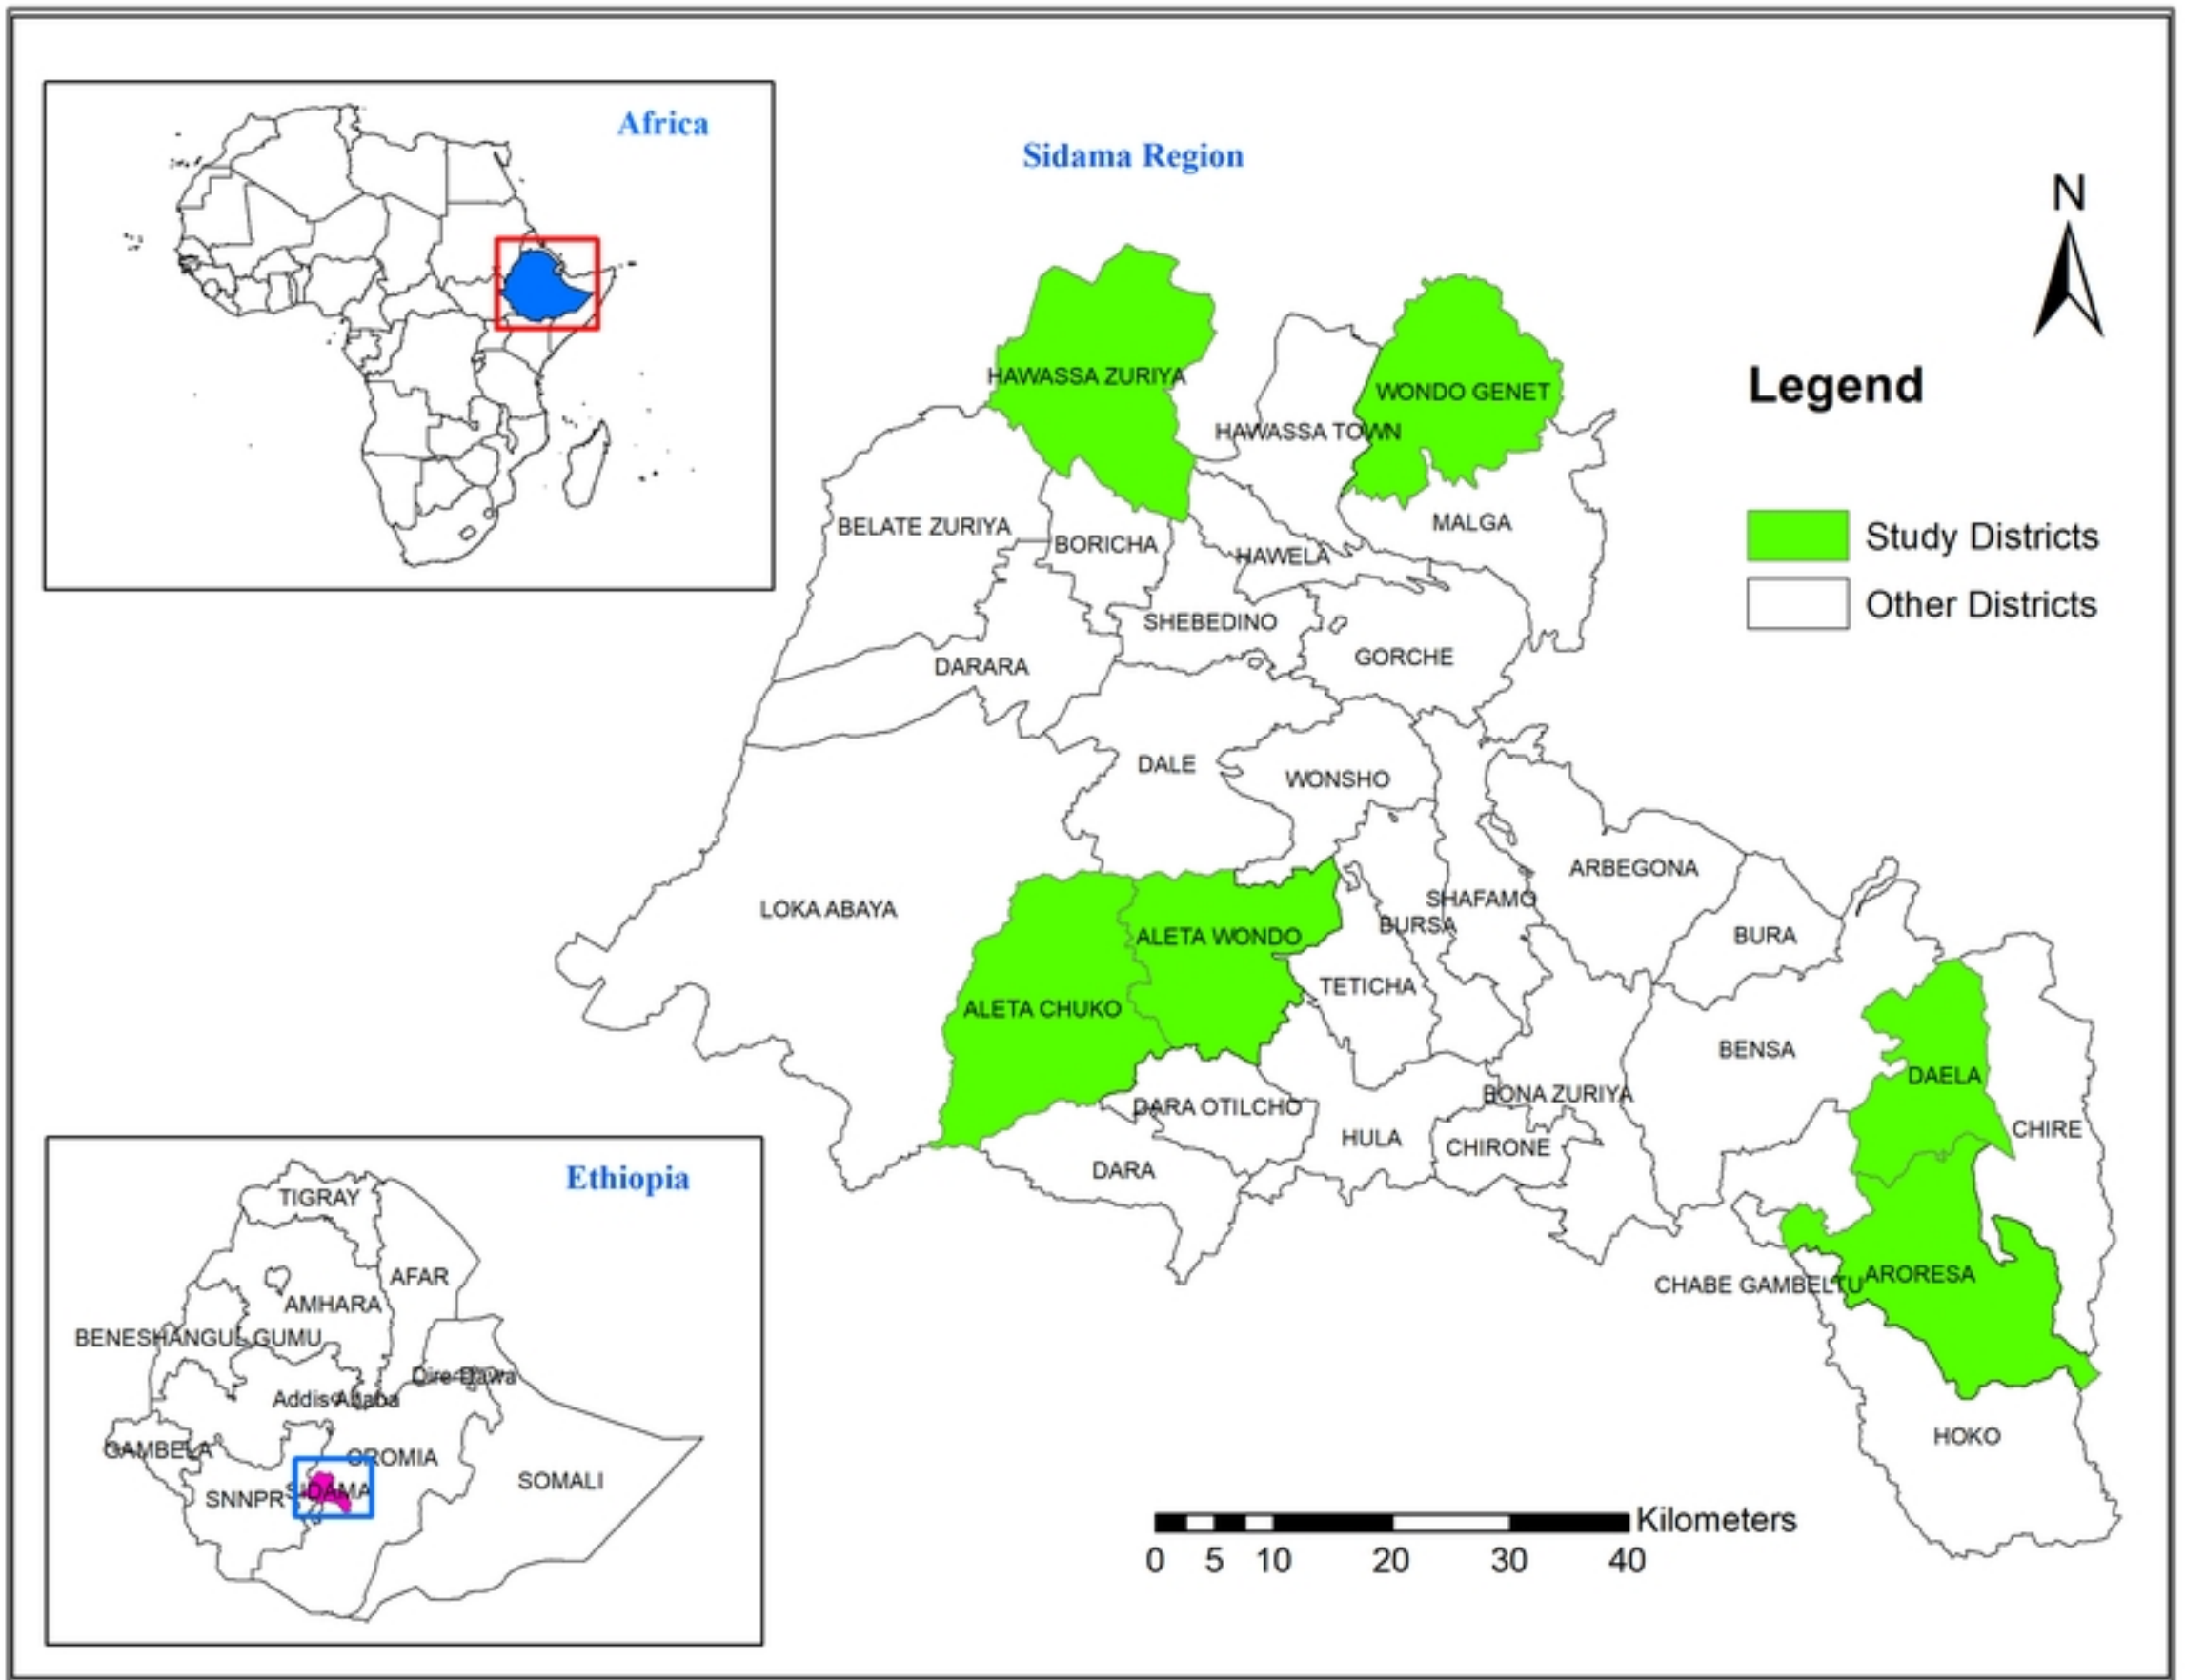 Africa
Sidama Region
N
HAWASSA ZURIYA
WONDO GENET
Legend
HAWASSA TOWN
BELATE ZURIYA
BORICHA
MALGA
Study Districts
HAWELA
Other Districts
SHEBEDINO
GORCHE
DARARA
DALE
WONSHO
ARBEGONA
LOKA ABAYA
SHAFAMO
BURSA
ALETA WONDO
BURA
TETICHA
ALETA CHUKO
BENSA
DAELA
BONA ZURIYA
DARA OTILCHO
HULA
CHIRONE
CHIRE
DARA
CHABE GAMBELTU
ARORESA
HOKO
Ethiopia
TIGRAY
AFAR
AMHARA
BENESHANGUL GUMU
Dire Dawa
Addis Ababa
GAMBELA
OROMIA
SOMALI
SNNPR
SIDAMA
Kilometers
0 5 10 20 30 40